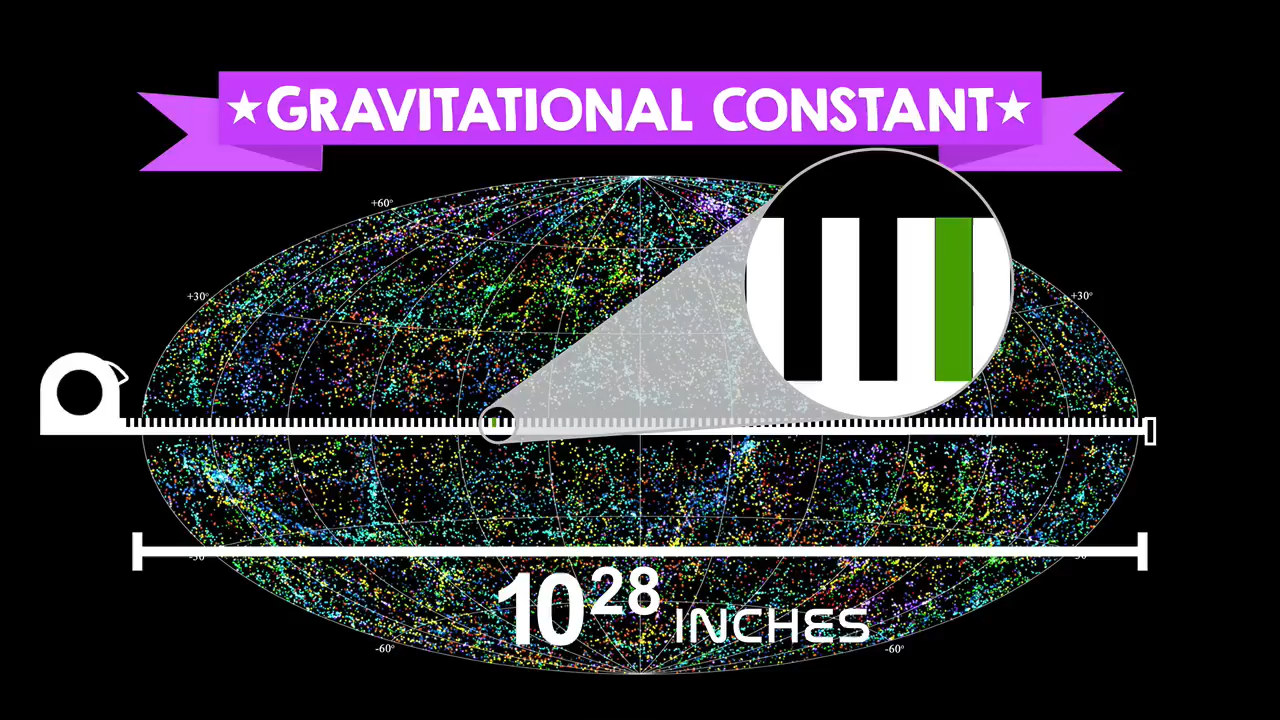 ★GRAVITATIONAL CONSTANT★
+60°
+30°
+30°
10²⁸ INCHES
-60°
-60°